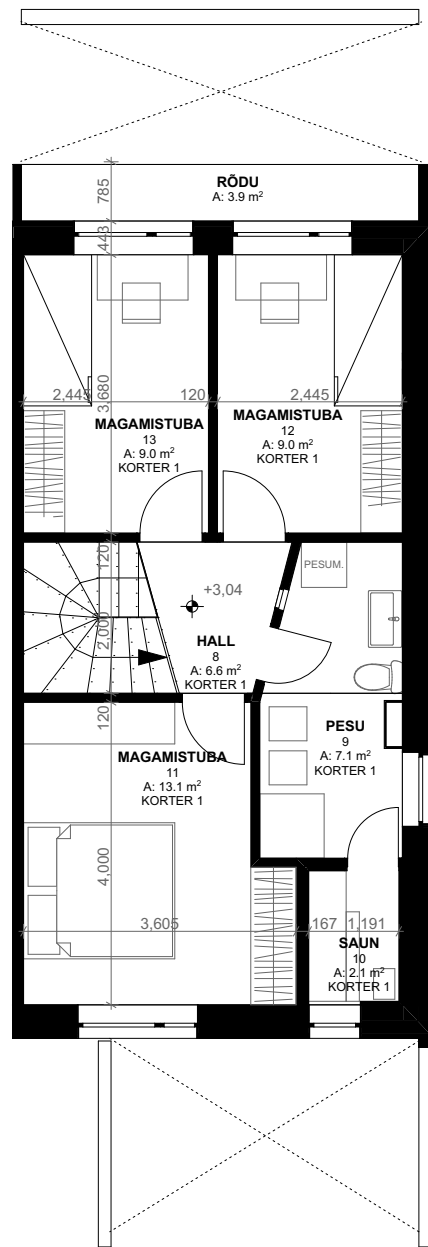 RÕDU
A: 3.9 m²
785
443
3,680
2,445
120
2,445
MAGAMISTUBA
13
A: 9.0 m²
KORTER 1
MAGAMISTUBA
12
A: 9.0 m²
KORTER 1
120
PESUM.
+3,04
2,000
HALL
8
A: 6.6 m²
KORTER 1
120
MAGAMISTUBA
11
A: 13.1 m²
KORTER 1
PESU
9
A: 7.1 m²
KORTER 1
4,000
3,605
167
1,191
SAUN
10
A: 2.1 m²
KORTER 1